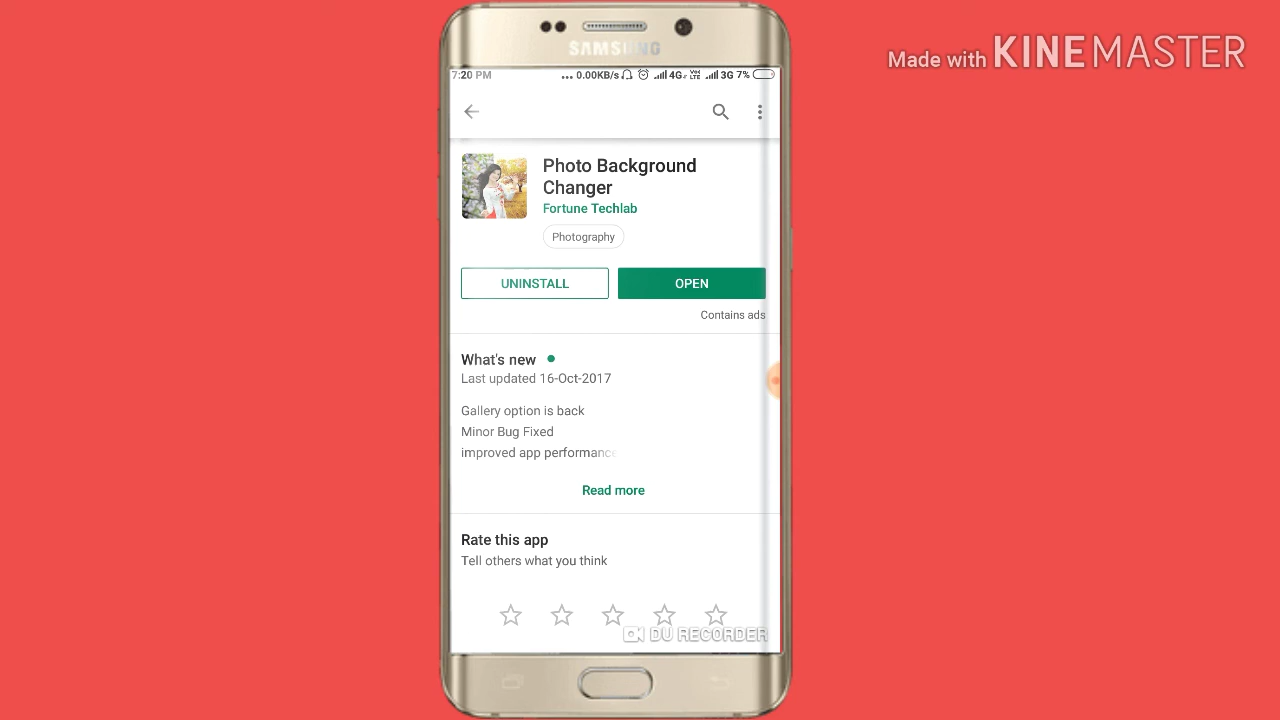 Made with KINEMASTER
SAMSUNG
7:20 PM ... 0.00KB/s 4G VoLTE 3G 7%
Photo Background
Changer
Fortune Techlab
Photography
UNINSTALL OPEN
Contains ads
What's new
Last updated 16-Oct-2017
Gallery option is back
Minor Bug Fixed
improved app performance
Read more
Rate this app
Tell others what you think
DU RECORDER